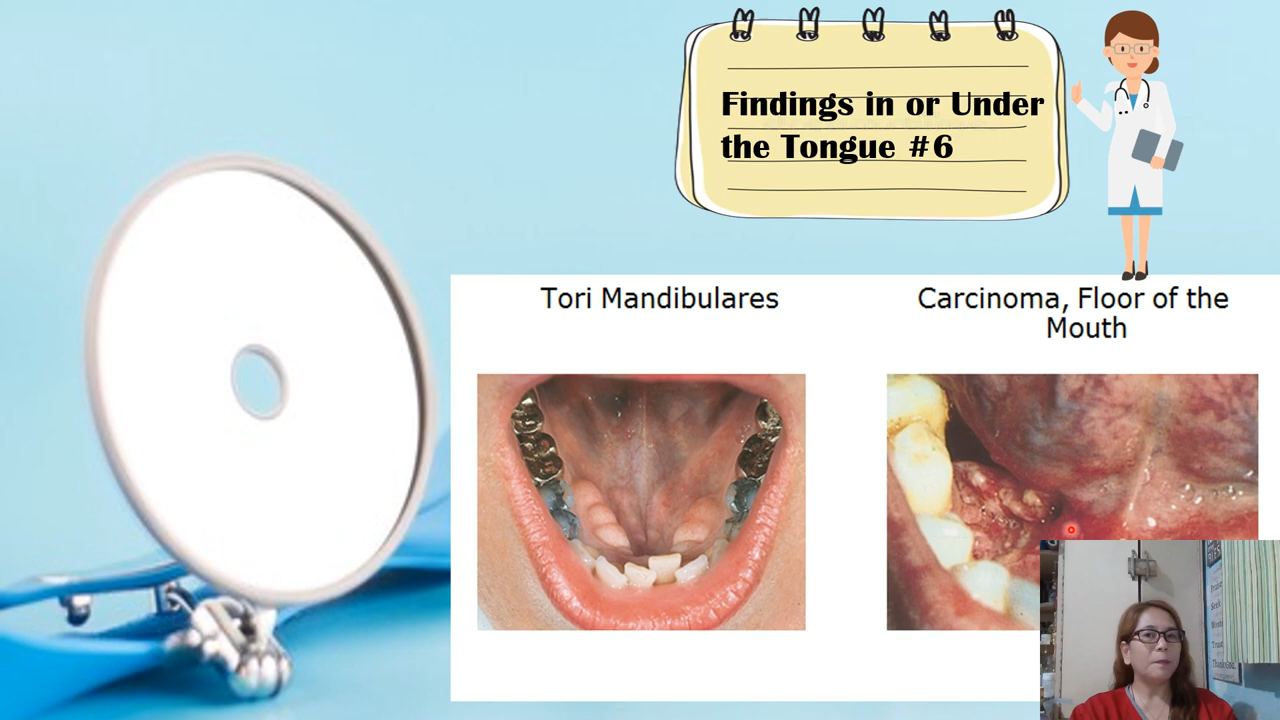 Findings in or Under
the Tongue #6
Tori Mandibulares
Carcinoma, Floor of the
Mouth